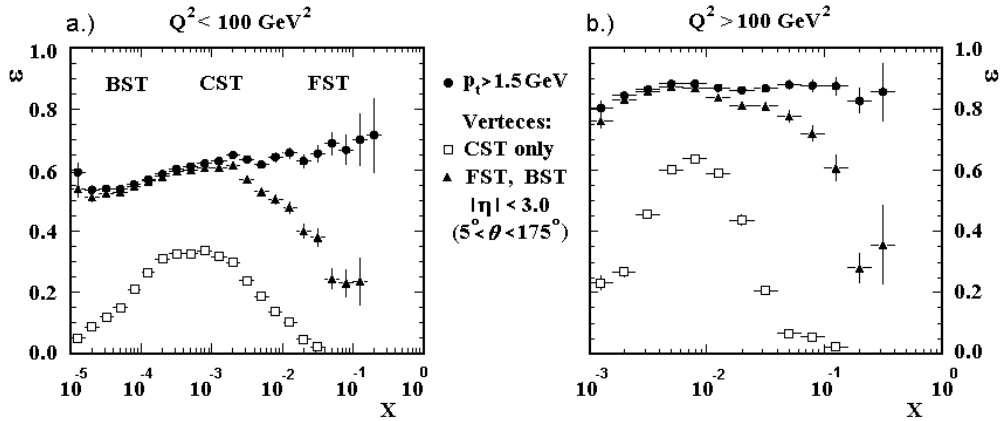 a.) Q² < 100 GeV²
b.) Q² > 100 GeV²
ε
1.0
0.8
0.6
0.4
0.2
0.0
BST CST FST
10⁻⁵ 10⁻⁴ 10⁻³ 10⁻² 10⁻¹ 10⁰
X
● pₜ > 1.5 GeV
Verteces:
□ CST only
▲ FST, BST
|η| < 3.0
(5° < θ < 175°)
ε
1.0
0.8
0.6
0.4
0.2
0.0
10⁻³ 10⁻² 10⁻¹ 10⁰
X